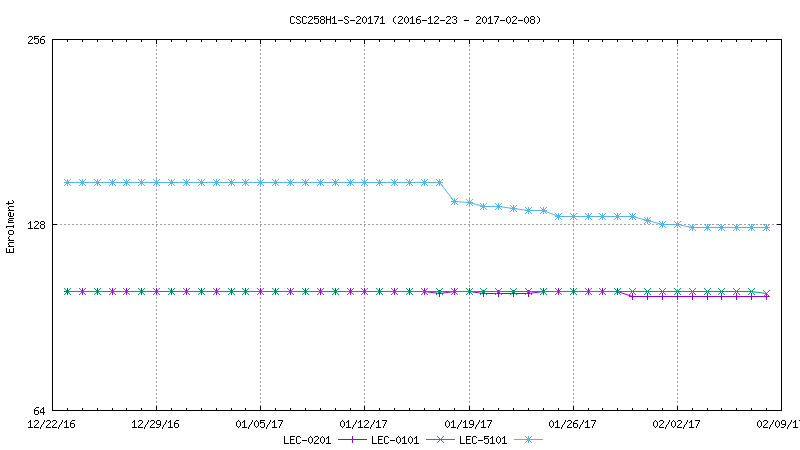 CSC258H1-S-20171 (2016-12-23 - 2017-02-08)
256
Enrolment
128
64
12/22/16 12/29/16 01/05/17 01/12/17 01/19/17 01/26/17 02/02/17 02/09/17
LEC-0201 LEC-0101 LEC-5101